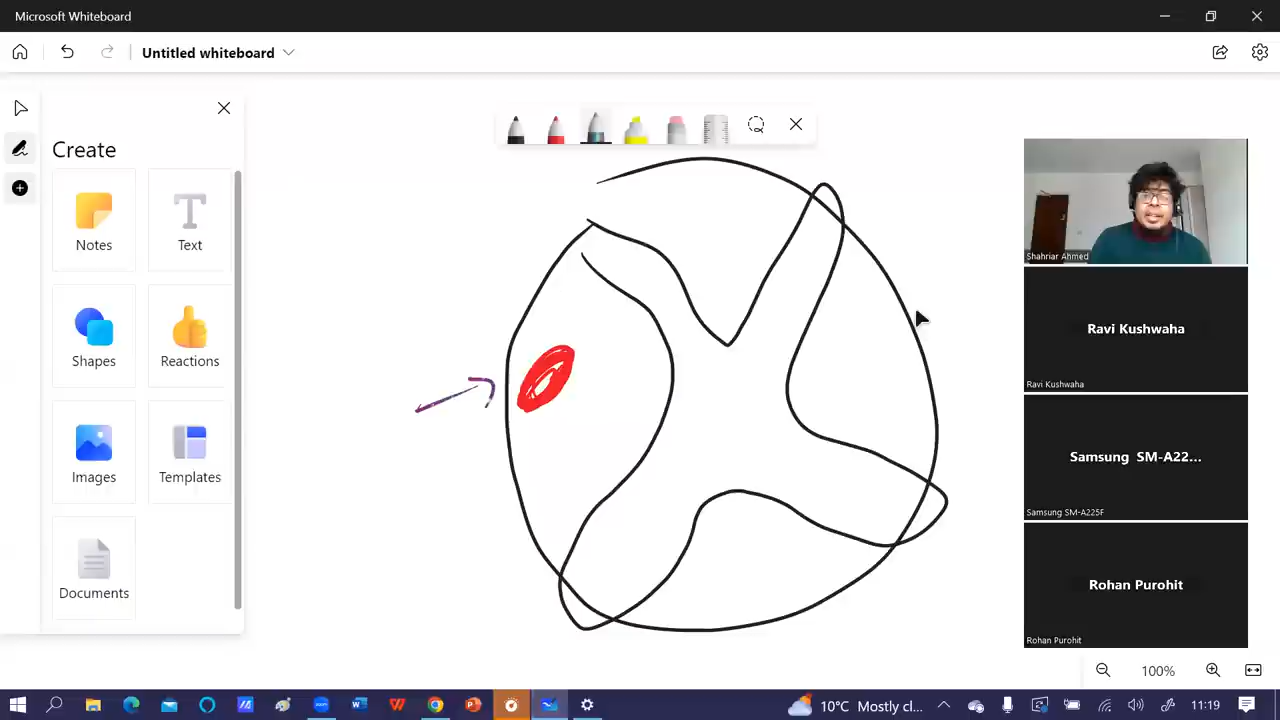 Microsoft Whiteboard
Untitled whiteboard
Create
Notes
Text
Shapes
Reactions
Images
Templates
Documents
Shahriar Ahmed
Ravi Kushwaha
Ravi Kushwaha
Samsung SM-A22...
Samsung SM-A225F
Rohan Purohit
Rohan Purohit
100%
10°C Mostly cl...
11:19